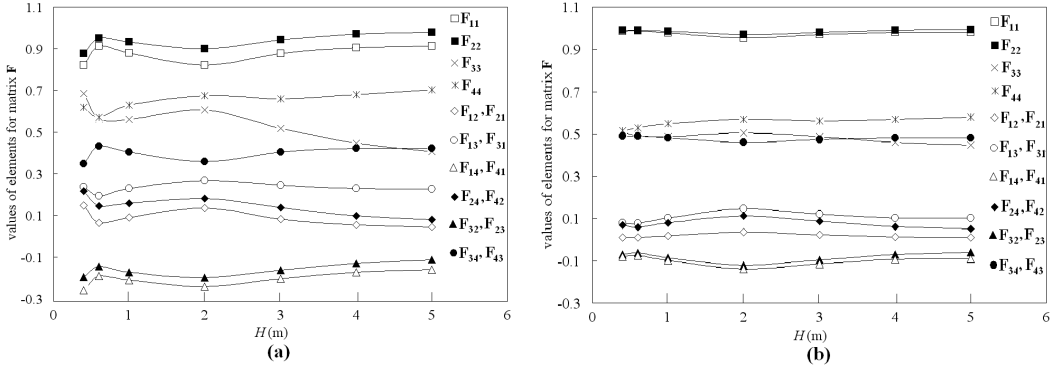 values of elements for matrix F
1.1
0.9
0.7
0.5
0.3
0.1
-0.1
-0.3
0 1 2 3 4 5 6
H(m)
F11
F22
F33
F44
F12 ,F21
F13, F31
F14, F41
F24, F42
F32, F23
F34, F43
(a)
values of elements for matrix F
1.1
0.9
0.7
0.5
0.3
0.1
-0.1
-0.3
0 1 2 3 4 5 6
H(m)
F11
F22
F33
F44
F12 ,F21
F13, F31
F14, F41
F24, F42
F32, F23
F34, F43
(b)